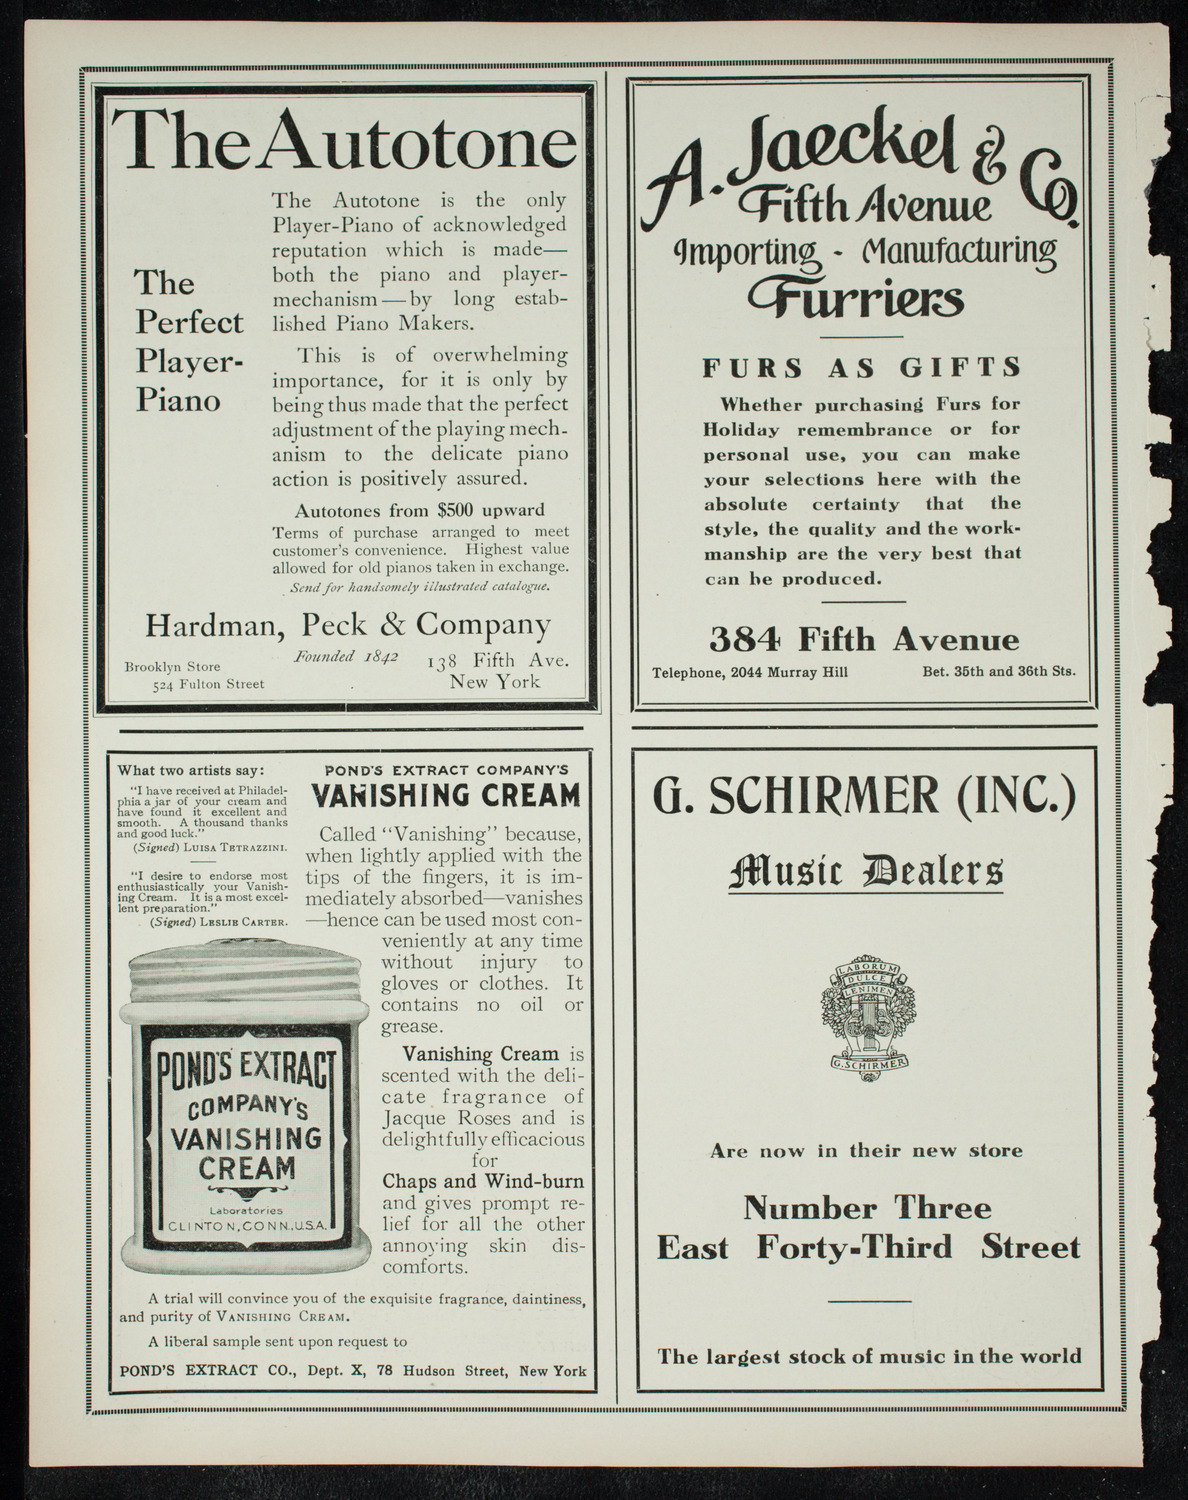 The Autotone
The
Perfect
Player-
Piano
The Autotone is the only
Player-Piano of acknowledged
reputation which is made—
both the piano and player-
mechanism—by long estab-
lished Piano Makers.
This is of overwhelming
importance, for it is only by
being thus made that the perfect
adjustment of the playing mech-
anism to the delicate piano
action is positively assured.
Autotones from $500 upward
Terms of purchase arranged to meet
customer's convenience. Highest value
allowed for old pianos taken in exchange.
Send for handsomely illustrated catalogue.
Hardman, Peck & Company
Founded 1842
Brooklyn Store
524 Fulton Street
138 Fifth Ave.
New York
A. Jaeckel & Co.
Fifth Avenue
Importing - Manufacturing
Furriers
FURS AS GIFTS
Whether purchasing Furs for
Holiday remembrance or for
personal use, you can make
your selections here with the
absolute certainty that the
style, the quality and the work-
manship are the very best that
can be produced.
384 Fifth Avenue
Telephone, 2044 Murray Hill Bet. 35th and 36th Sts.
What two artists say:
"I have received at Philadel-
phia a jar of your cream and
have found it excellent and
smooth. A thousand thanks
and good luck."
(Signed) LUISA TETRAZZINI.
"I desire to endorse most
enthusiastically your Vanish-
ing Cream. It is a most excel-
lent preparation."
(Signed) LESLIE CARTER.
POND'S EXTRACT COMPANY'S
VANISHING CREAM
Called "Vanishing" because,
when lightly applied with the
tips of the fingers, it is im-
mediately absorbed—vanishes
—hence can be used most con-
veniently at any time
without injury to
gloves or clothes. It
contains no oil or
grease.
Vanishing Cream is
scented with the deli-
cate fragrance of
Jacque Roses and is
delightfully efficacious
for
Chaps and Wind-burn
and gives prompt re-
lief for all the other
annoying skin dis-
comforts.
POND'S EXTRACT
COMPANY'S
VANISHING
CREAM
Laboratories
CLINTON, CONN., U.S.A.
A trial will convince you of the exquisite fragrance, daintiness,
and purity of VANISHING CREAM.
A liberal sample sent upon request to
POND'S EXTRACT CO., Dept. X, 78 Hudson Street, New York
G. SCHIRMER (INC.)
Music Dealers
LABORUM
DULCE
LENIMEN
G. SCHIRMER
Are now in their new store
Number Three
East Forty-Third Street
The largest stock of music in the world